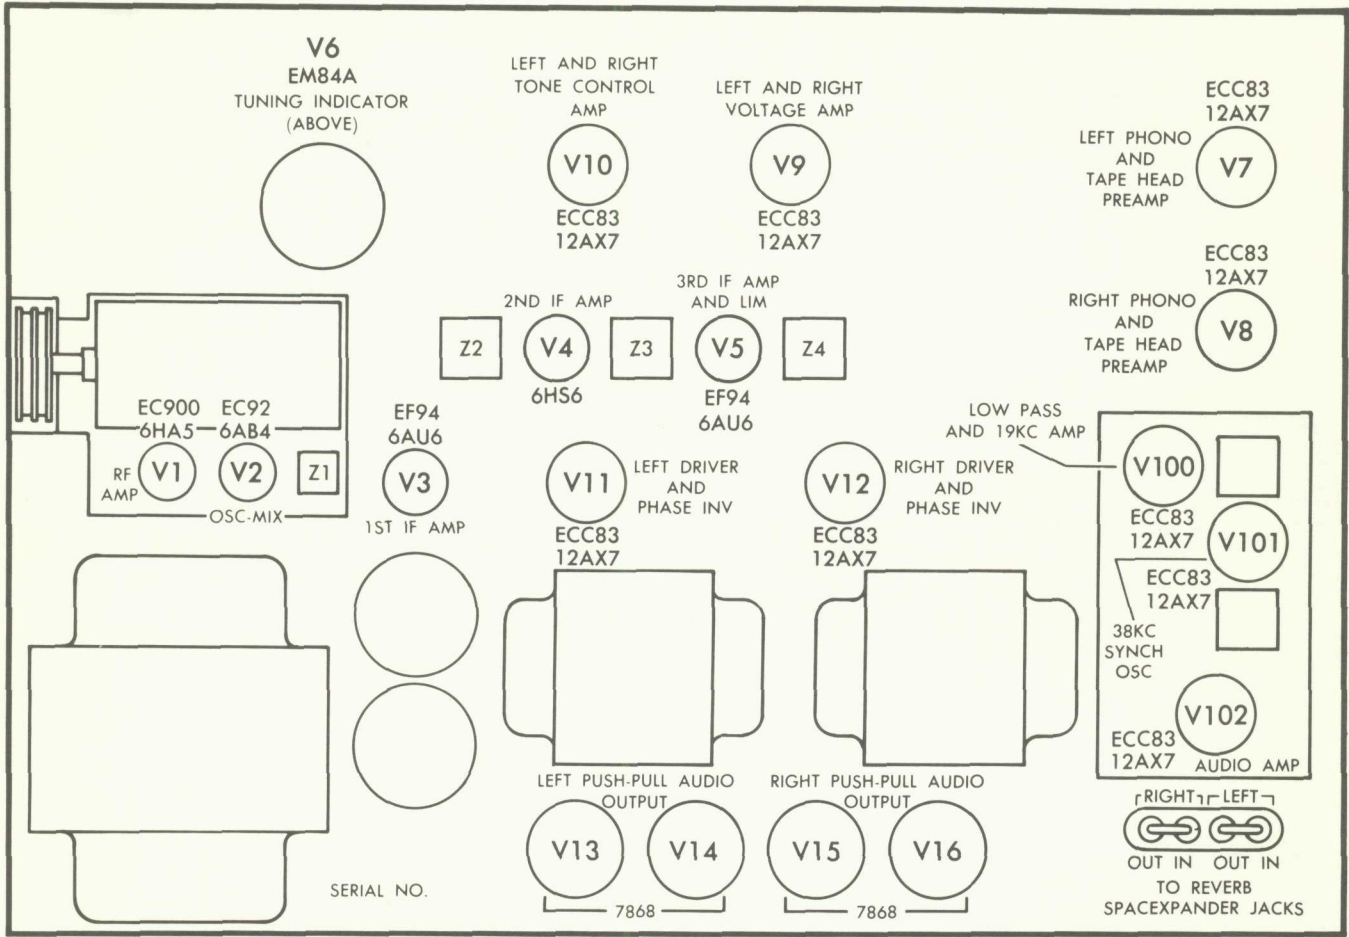 V6
EM84A
TUNING INDICATOR
(ABOVE)
LEFT AND RIGHT
TONE CONTROL
AMP
V10
ECC83
12AX7
LEFT AND RIGHT
VOLTAGE AMP
V9
ECC83
12AX7
ECC83
12AX7
LEFT PHONO
AND
TAPE HEAD
PREAMP
V7
ECC83
12AX7
RIGHT PHONO
AND
TAPE HEAD
PREAMP
V8
2ND IF AMP
Z2
V4
6HS6
Z3
3RD IF AMP
AND LIM
V5
EF94
6AU6
Z4
EC900
6HA5
RF
AMP
V1
EC92
6AB4
V2
OSC-MIX
Z1
EF94
6AU6
V3
1ST IF AMP
V11
ECC83
12AX7
LEFT DRIVER
AND
PHASE INV
V12
ECC83
12AX7
RIGHT DRIVER
AND
PHASE INV
LOW PASS
AND 19KC AMP
V100
ECC83
12AX7
V101
ECC83
12AX7
38KC
SYNCH
OSC
V102
ECC83
12AX7
AUDIO AMP
LEFT PUSH-PULL AUDIO
OUTPUT
V13
V14
7868
RIGHT PUSH-PULL AUDIO
OUTPUT
V15
V16
7868
SERIAL NO.
RIGHT LEFT
OUT IN OUT IN
TO REVERB
SPACEXPANDER JACKS